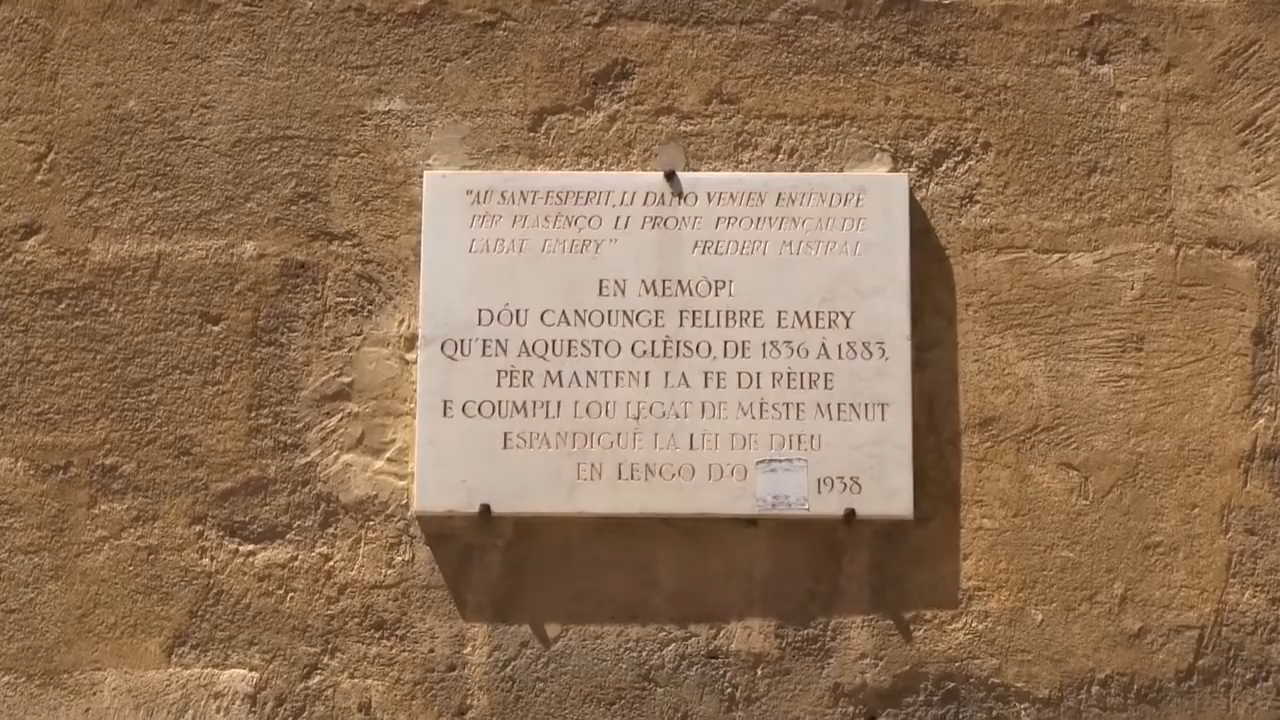 "AU SANT-ESPERIT, LI DAMO VENIEN ENTÈNDRE
PÈR PLASÈNÇO LI PRONE PROUVENÇAU DE
L'ABAT EMERY" FREDERI MISTRAL
EN MEMÒRI
DÓU CANOUNGE FELIBRE EMERY
QU'EN AQUESTO GLÈISO, DE 1836 À 1883,
PÈR MANTENI LA FE DI RÈIRE
E COUMPLI LOU LEGAT DE MÈSTE MENUT
ESPANDIGUÈ LA LÈI DE DIÉU
EN LENGO D'O
1938